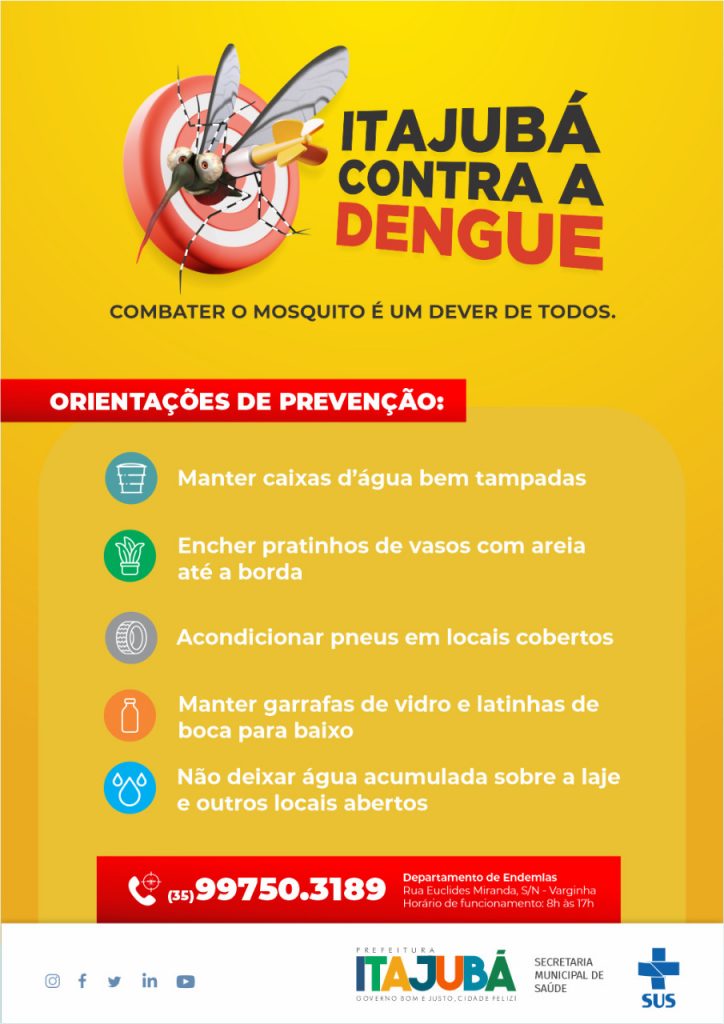 ITAJUBÁ
CONTRA A
DENGUE
COMBATER O MOSQUITO É UM DEVER DE TODOS.
ORIENTAÇÕES DE PREVENÇÃO:
Manter caixas d'água bem tampadas
Encher pratinhos de vasos com areia
até a borda
Acondicionar pneus em locais cobertos
Manter garrafas de vidro e latinhas de
boca para baixo
Não deixar água acumulada sobre a laje
e outros locais abertos
(35) 99750.3189
Departamento de Endemias
Rua Euclides Miranda, S/N - Varginha
Horário de funcionamento: 8h às 17h
PREFEITURA
ITAJUBÁ
GOVERNO BOM E JUSTO, CIDADE FELIZ!
SECRETARIA
MUNICIPAL DE
SAÚDE
SUS